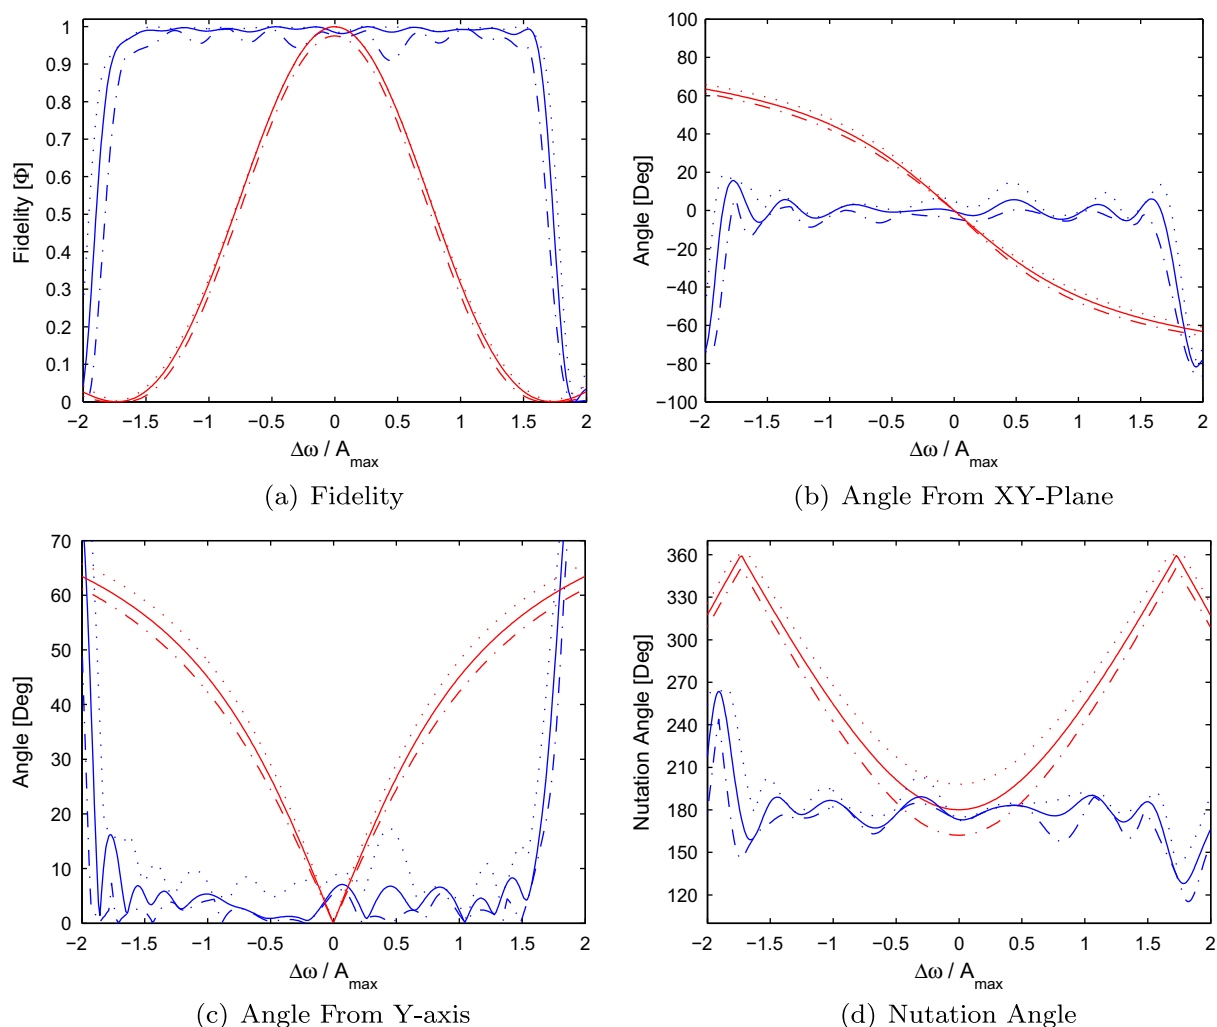 1
0.9
0.8
0.7
0.6
0.5
0.4
0.3
0.2
0.1
0
Fidelity [Φ]
−2 −1.5 −1 −0.5 0 0.5 1 1.5 2
Δω / A_max
(a) Fidelity
100
80
60
40
20
0
−20
−40
−60
−80
−100
Angle [Deg]
−2 −1.5 −1 −0.5 0 0.5 1 1.5 2
Δω / A_max
(b) Angle From XY-Plane
70
60
50
40
30
20
10
0
Angle [Deg]
−2 −1.5 −1 −0.5 0 0.5 1 1.5 2
Δω / A_max
(c) Angle From Y-axis
360
330
300
270
240
210
180
150
120
Nutation Angle [Deg]
−2 −1.5 −1 −0.5 0 0.5 1 1.5 2
Δω / A_max
(d) Nutation Angle